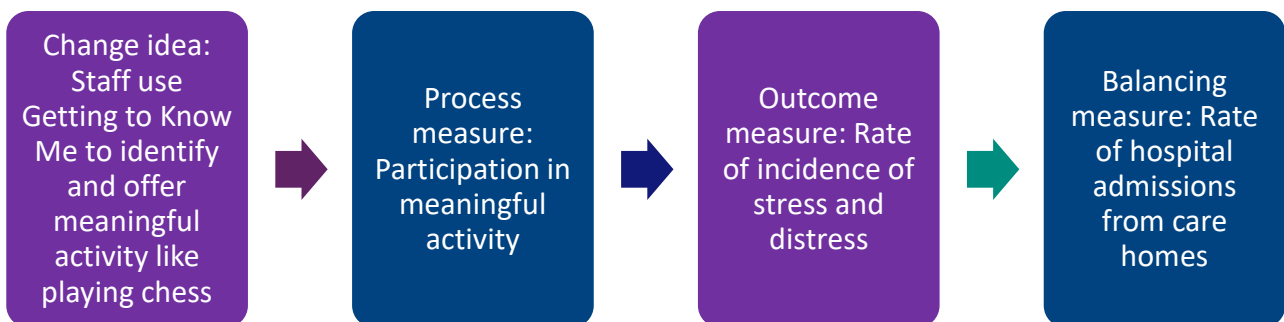 Change idea:
Staff use
Getting to Know
Me to identify
and offer
meaningful
activity like
playing chess
Process
measure:
Participation in
meaningful
activity
Outcome
measure: Rate
of incidence of
stress and
distress
Balancing
measure: Rate
of hospital
admissions
from care
homes